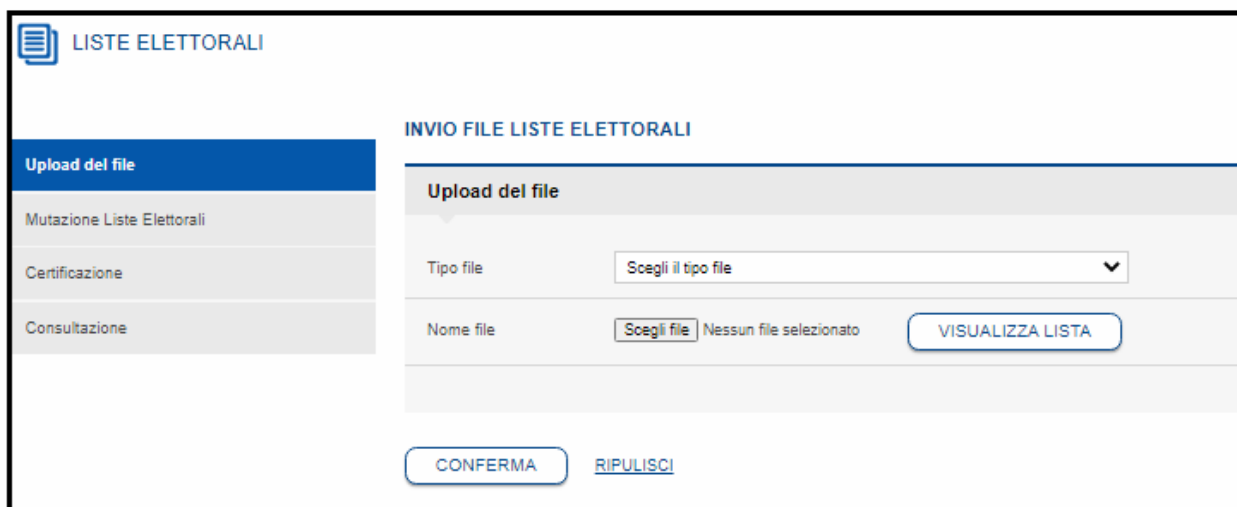 LISTE ELETTORALI
Upload del file
Mutazione Liste Elettorali
Certificazione
Consultazione
INVIO FILE LISTE ELETTORALI
Upload del file
Tipo file Scegli il tipo file
Nome file Scegli file Nessun file selezionato VISUALIZZA LISTA
CONFERMA RIPULISCI